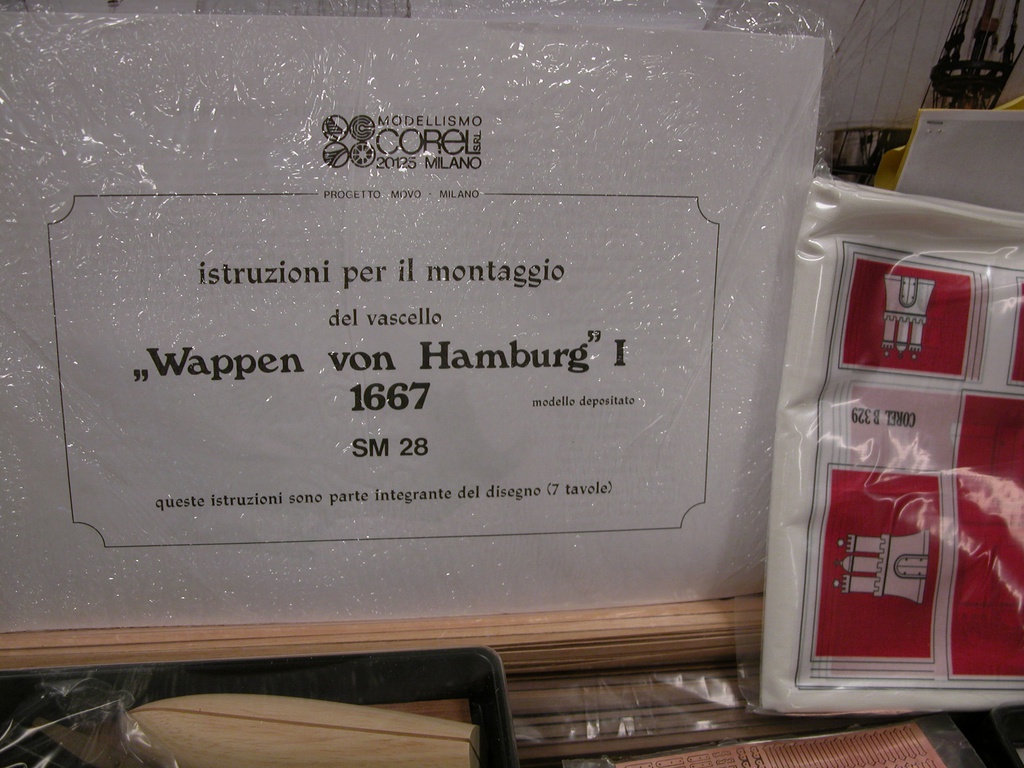 MODELLISMO
COREL S.R.L.
20125 - MILANO
PROGETTO MOVO - MILANO
istruzioni per il montaggio
del vascello
„Wappen von Hamburg” I
1667
modello depositato
SM 28
queste istruzioni sono parte integrante del disegno (7 tavole)
COREL B 329